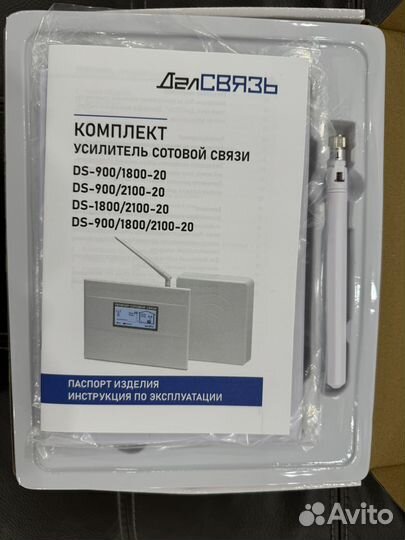 ДалСВЯЗЬ
КОМПЛЕКТ
УСИЛИТЕЛЬ СОТОВОЙ СВЯЗИ
DS-900/1800-20
DS-900/2100-20
DS-1800/2100-20
DS-900/1800/2100-20
ПАСПОРТ ИЗДЕЛИЯ
ИНСТРУКЦИЯ ПО ЭКСПЛУАТАЦИИ
Avito